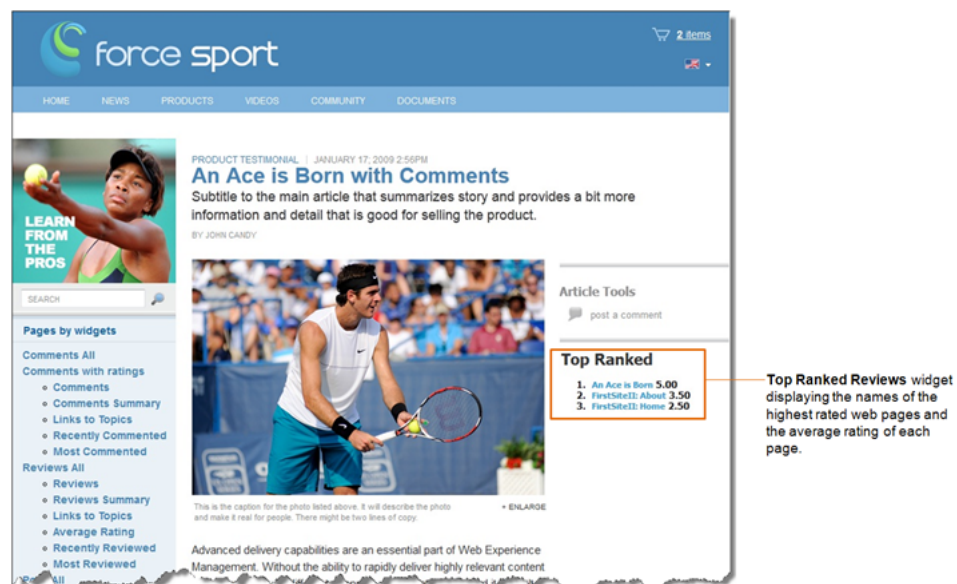 force sport
2 items
HOME NEWS PRODUCTS VIDEOS COMMUNITY DOCUMENTS
LEARN
FROM
THE
PROS
SEARCH
Pages by widgets
Comments All
Comments with ratings
Comments
Comments Summary
Links to Topics
Recently Commented
Most Commented
Reviews All
Reviews
Reviews Summary
Links to Topics
Average Rating
Recently Reviewed
Most Reviewed
PRODUCT TESTIMONIAL | JANUARY 17, 2009 2:56PM
An Ace is Born with Comments
Subtitle to the main article that summarizes story and provides a bit more
information and detail that is good for selling the product.
BY JOHN CANDY
This is the caption for the photo listed above. It will describe the photo
and make it real for people. There might be two lines of copy.
+ ENLARGE
Advanced delivery capabilities are an essential part of Web Experience
Management. Without the ability to rapidly deliver highly relevant content
Article Tools
post a comment
Top Ranked
1. An Ace is Born 5.00
2. FirstSiteII: About 3.50
3. FirstSiteII: Home 2.50
Top Ranked Reviews widget
displaying the names of the
highest rated web pages and
the average rating of each
page.